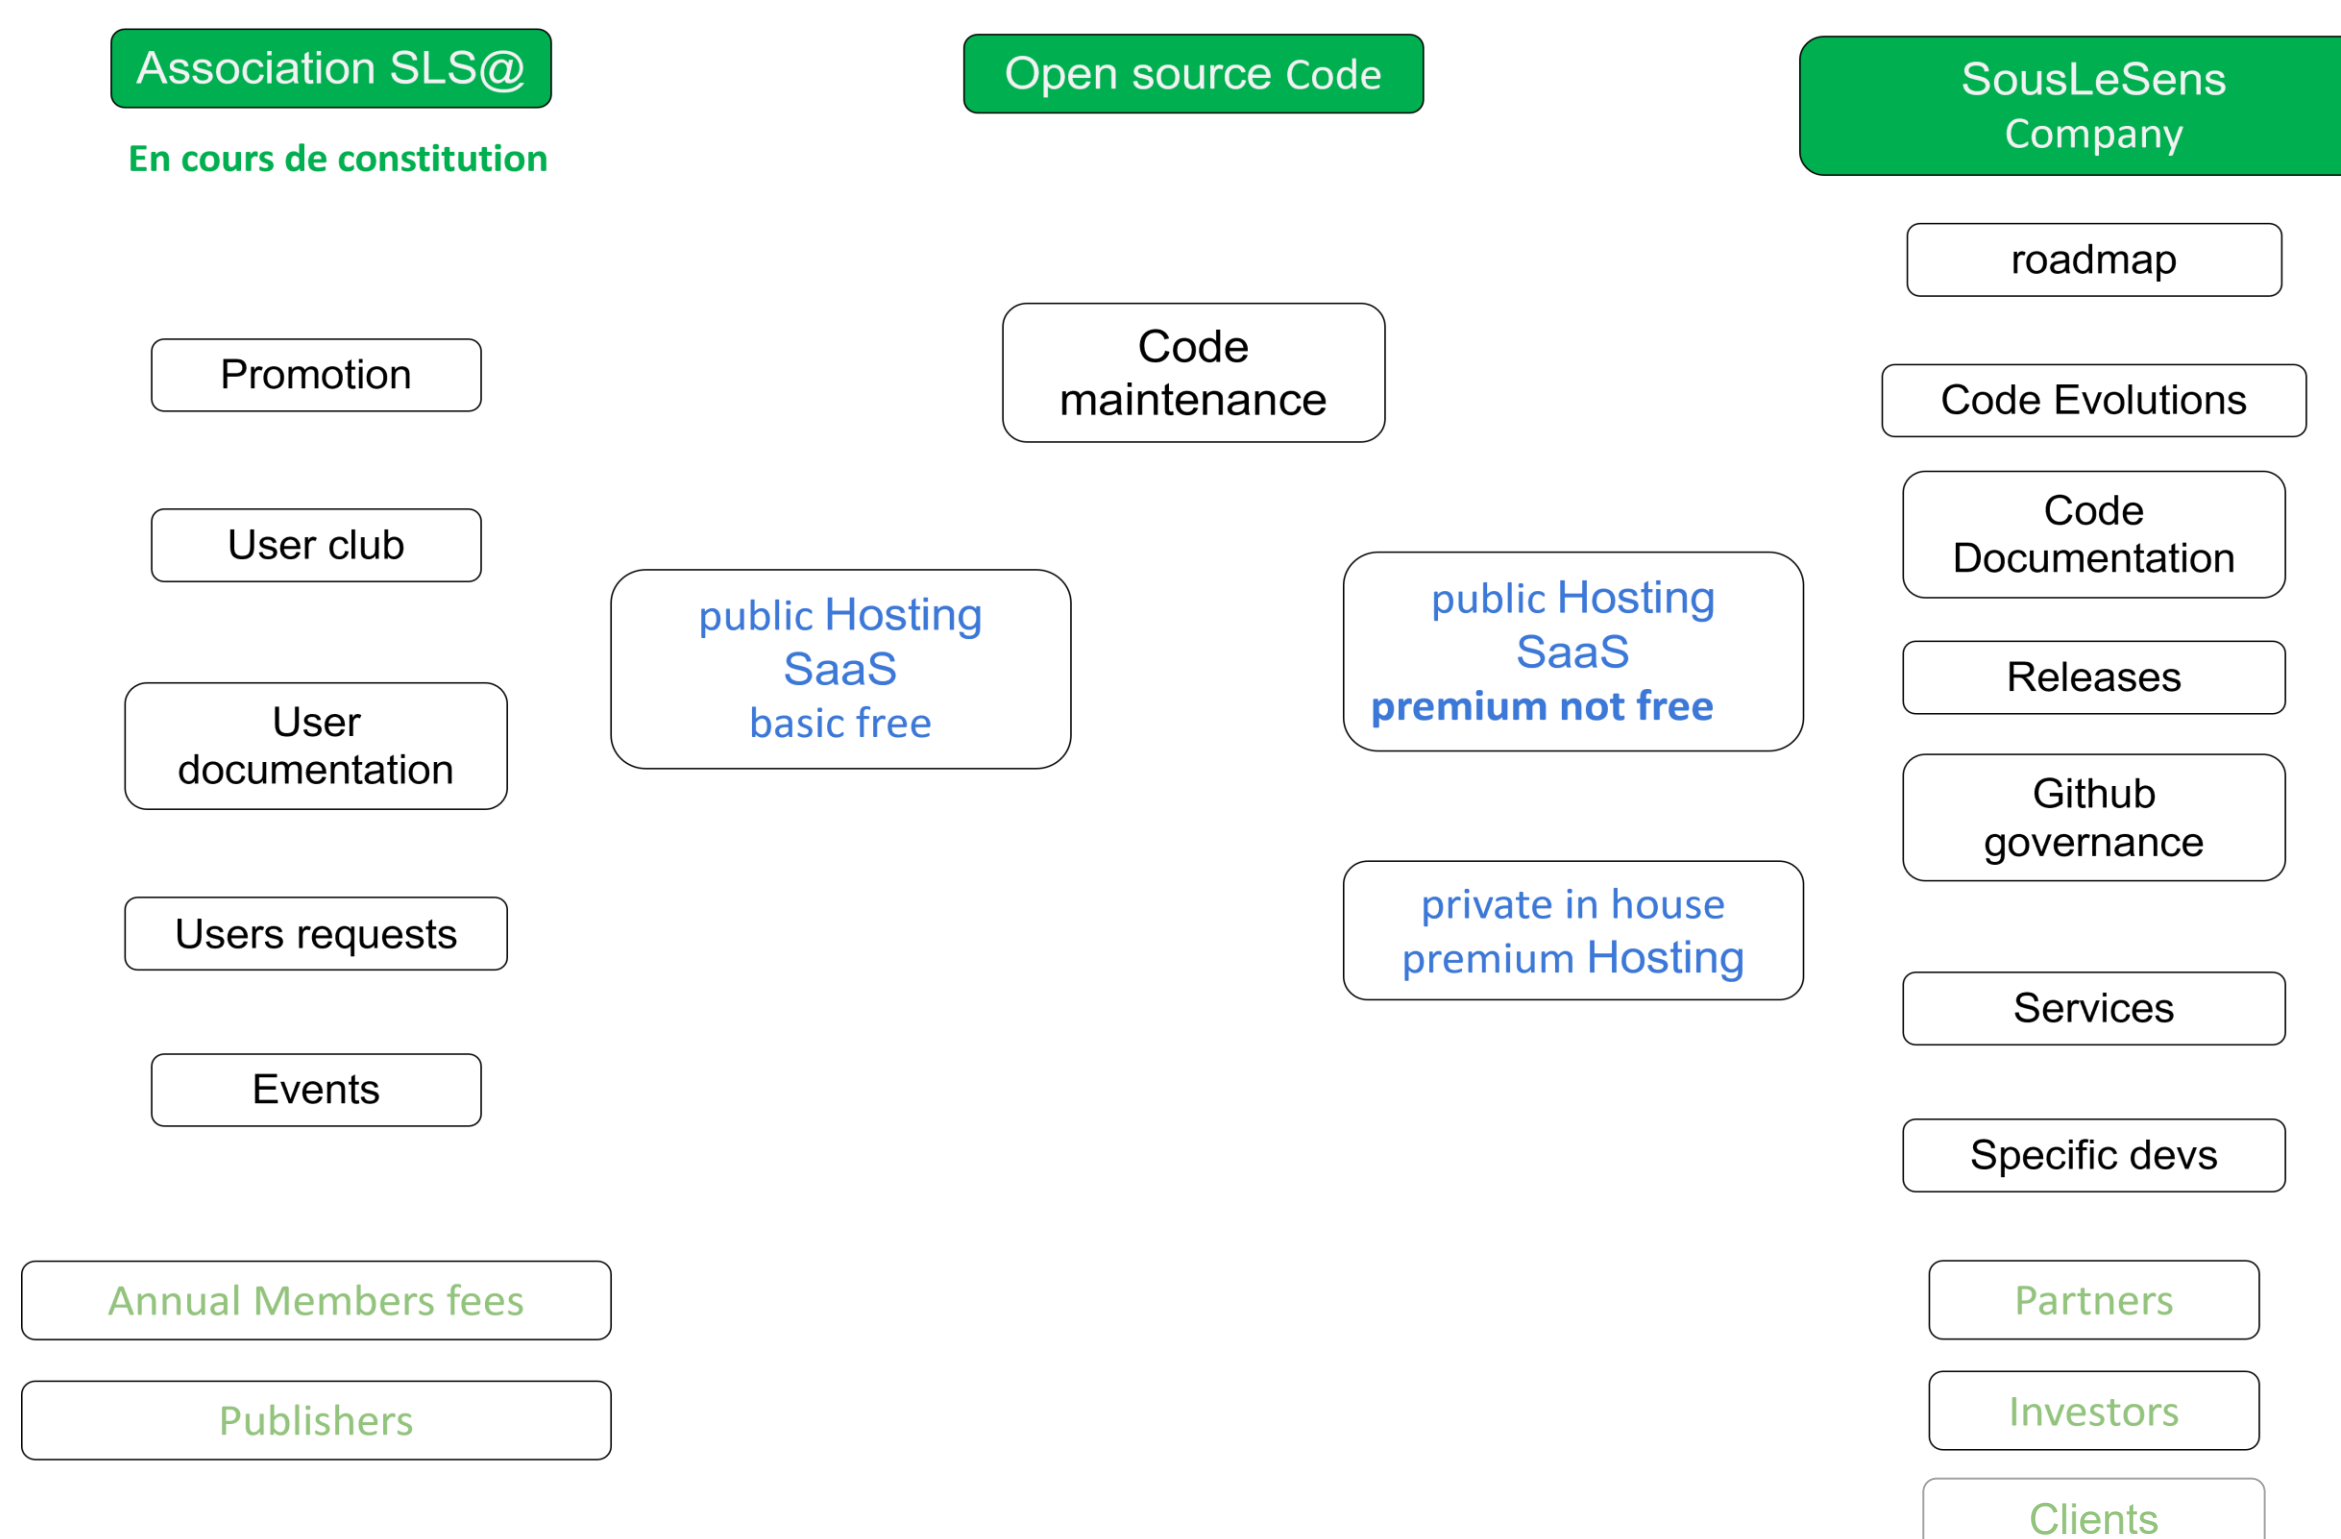 Association SLS@
En cours de constitution
Promotion
User club
User
documentation
Users requests
Events
Annual Members fees
Publishers
Open source Code
Code
maintenance
public Hosting
SaaS
basic free
public Hosting
SaaS
premium not free
private in house
premium Hosting
SousLeSens
Company
roadmap
Code Evolutions
Code
Documentation
Releases
Github
governance
Services
Specific devs
Partners
Investors
Clients